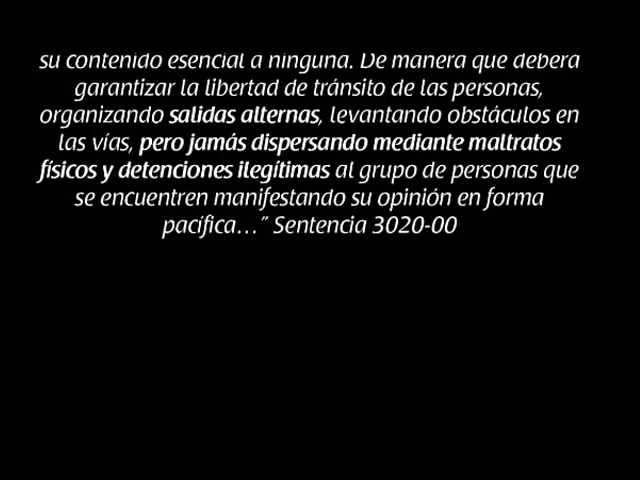 su contenido esencial a ninguna. De manera que deberá
garantizar la libertad de tránsito de las personas,
organizando salidas alternas, levantando obstáculos en
las vías, pero jamás dispersando mediante maltratos
físicos y detenciones ilegítimas al grupo de personas que
se encuentren manifestando su opinión en forma
pacífica…” Sentencia 3020-00